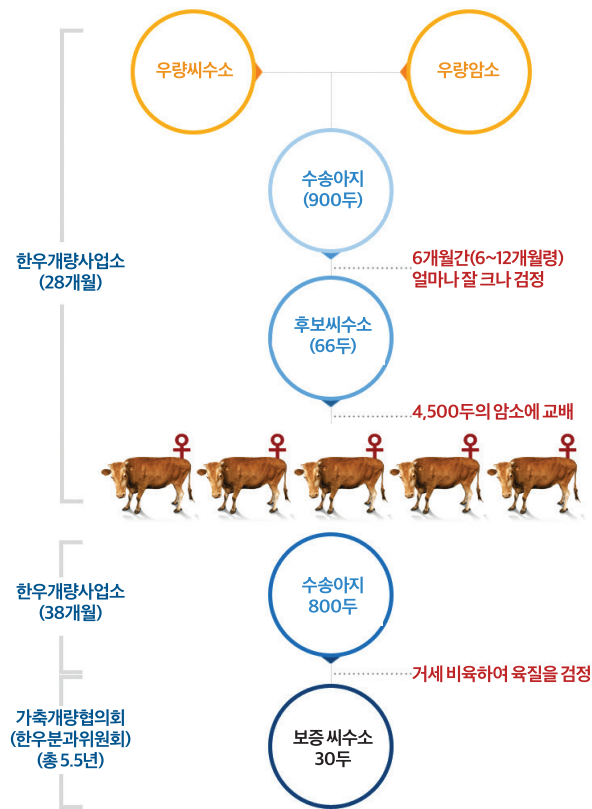 우량씨수소
우량암소
수송아지
(900두)
한우개량사업소
(28개월)
6개월간(6~12개월령)
얼마나 잘 크나 검정
후보씨수소
(66두)
4,500두의 암소에 교배
한우개량사업소
(38개월)
수송아지
800두
거세 비육하여 육질을 검정
가축개량협의회
(한우분과위원회)
(총 5.5년)
보증 씨수소
30두